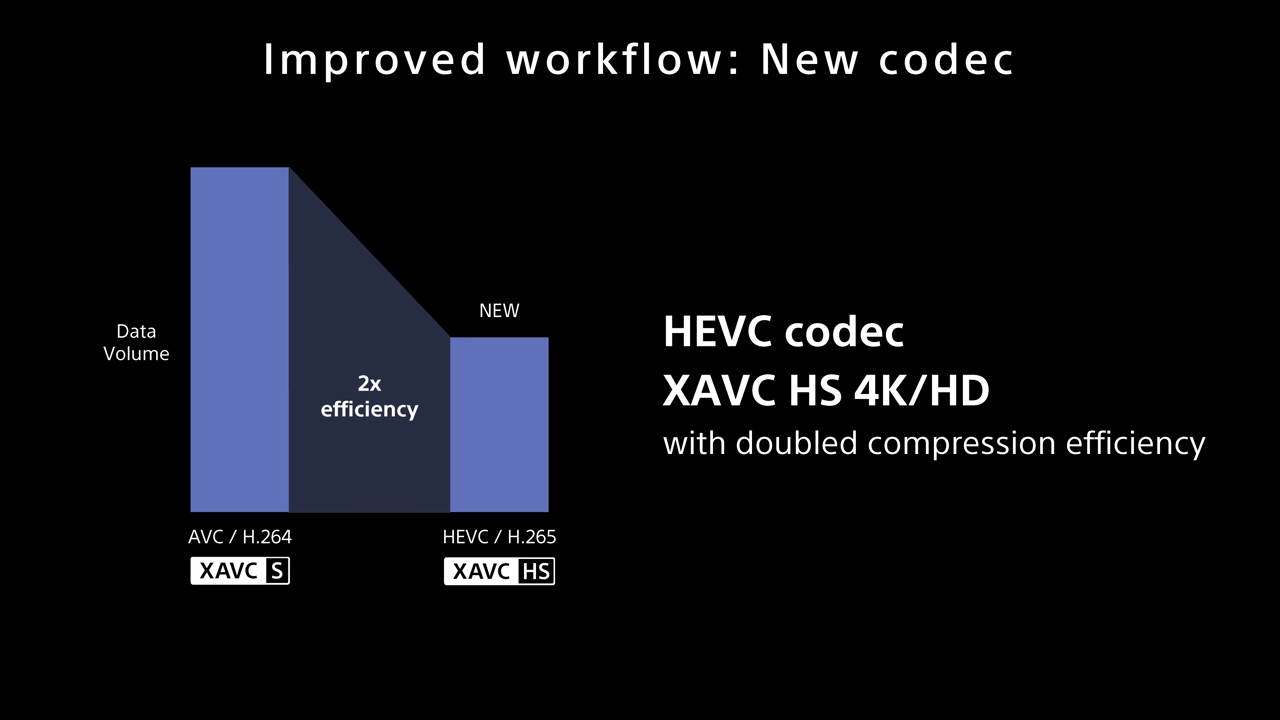 Improved workflow: New codec
Data
Volume
2x
efficiency
NEW
AVC / H.264
XAVC S
HEVC / H.265
XAVC HS
HEVC codec
XAVC HS 4K/HD
with doubled compression efficiency